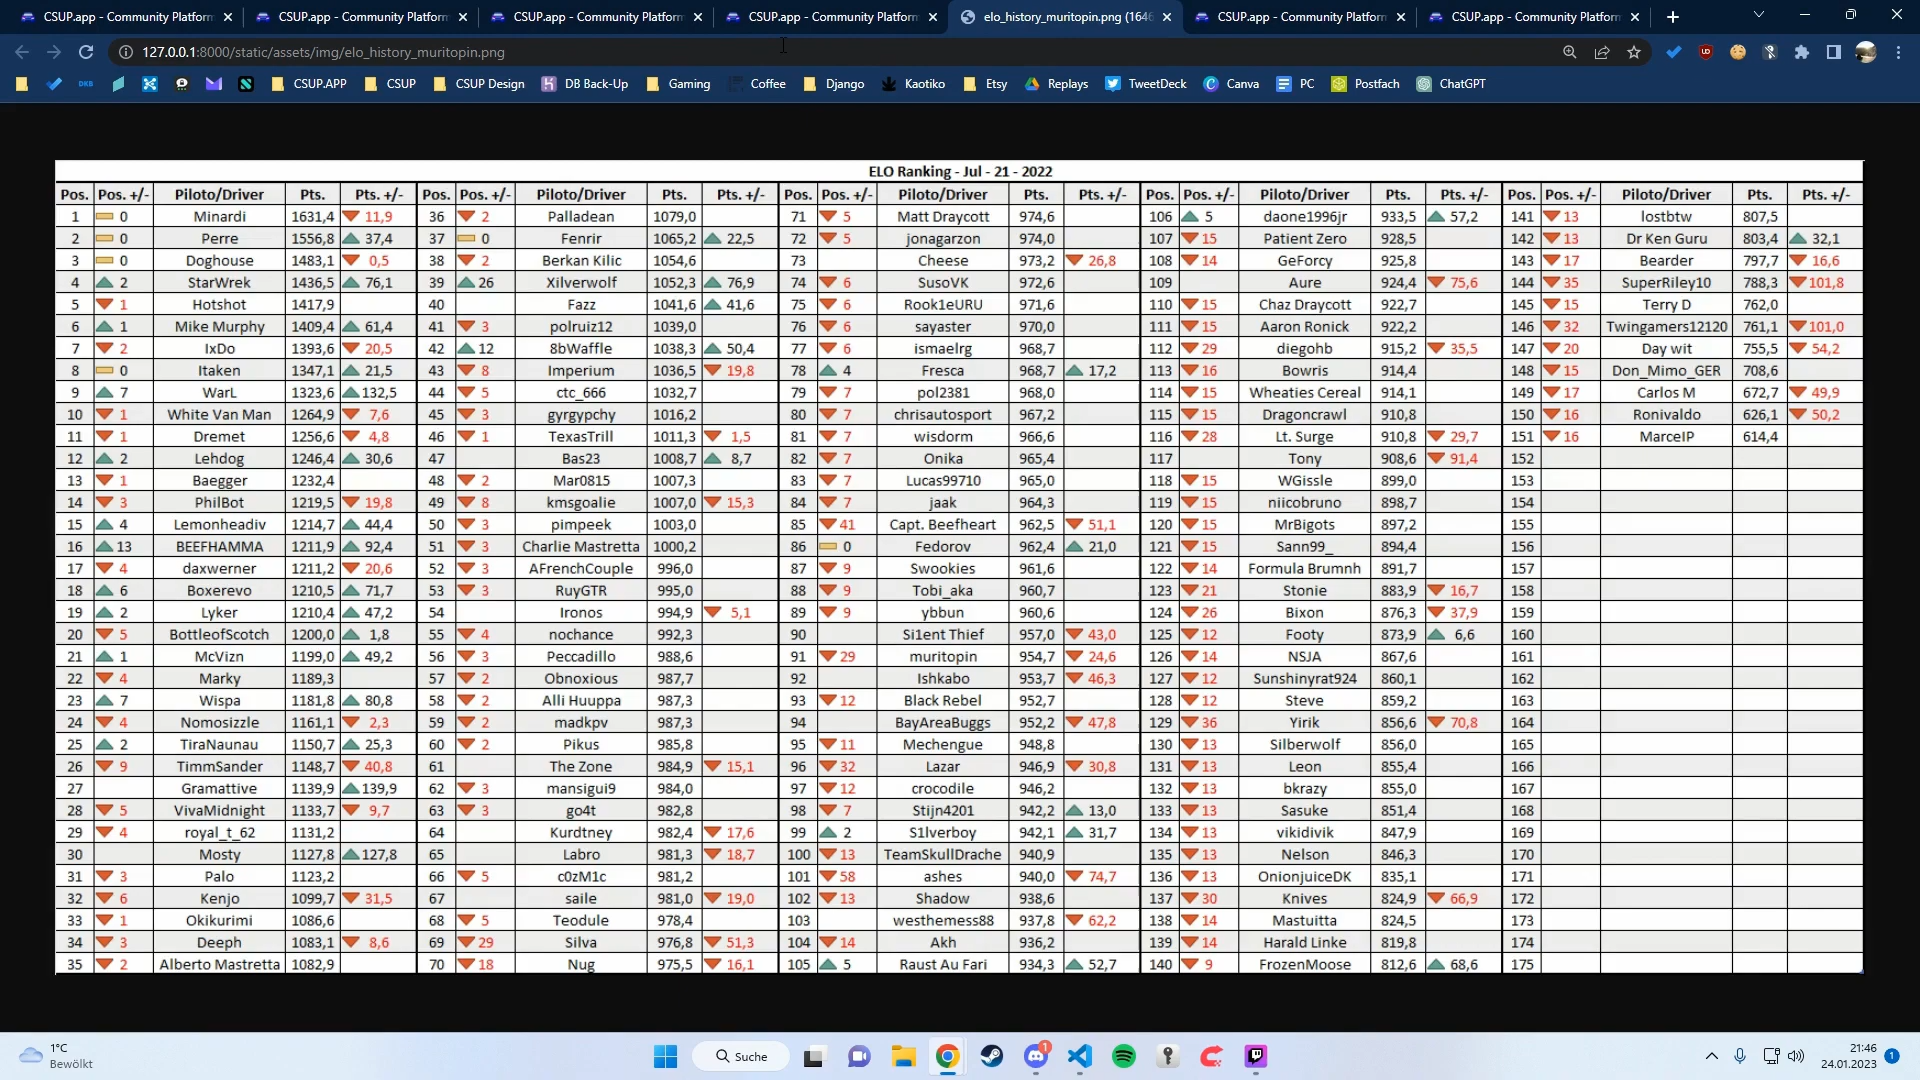 CSUP.app - Community Platform
CSUP.app - Community Platform
CSUP.app - Community Platform
CSUP.app - Community Platform
elo_history_muritopin.png (1646
CSUP.app - Community Platform
CSUP.app - Community Platform
127.0.0.1:8000/static/assets/img/elo_history_muritopin.png
DKB CSUP.APP CSUP CSUP Design DB Back-Up Gaming Coffee Django Kaotiko Etsy Replays TweetDeck Canva PC Postfach ChatGPT
ELO Ranking - Jul - 21 - 2022
Pos. Pos. +/- Piloto/Driver Pts. Pts. +/- Pos. Pos. +/- Piloto/Driver Pts. Pts. +/- Pos. Pos. +/- Piloto/Driver Pts. Pts. +/- Pos. Pos. +/- Piloto/Driver Pts. Pts. +/- Pos. Pos. +/- Piloto/Driver Pts. Pts. +/-
1 0 Minardi 1631,4 11,9 36 2 Palladean 1079,0 71 5 Matt Draycott 974,6 106 5 daone1996jr 933,5 57,2 141 13 lostbtw 807,5
2 0 Perre 1556,8 37,4 37 0 Fenrir 1065,2 22,5 72 5 jonagarzon 974,0 107 15 Patient Zero 928,5 142 13 Dr Ken Guru 803,4 32,1
3 0 Doghouse 1483,1 0,5 38 2 Berkan Kilic 1054,6 73 Cheese 973,2 26,8 108 14 GeForcy 925,8 143 17 Bearder 797,7 16,6
4 2 StarWrek 1436,5 76,1 39 26 Xilverwolf 1052,3 76,9 74 6 SusoVK 972,6 109 Aure 924,4 75,6 144 35 SuperRiley10 788,3 101,8
5 1 Hotshot 1417,9 40 Fazz 1041,6 41,6 75 6 Rook1eURU 971,6 110 15 Chaz Draycott 922,7 145 15 Terry D 762,0
6 1 Mike Murphy 1409,4 61,4 41 3 polruiz12 1039,0 76 6 sayaster 970,0 111 15 Aaron Ronick 922,2 146 32 Twingamers12120 761,1 101,0
7 2 IxDo 1393,6 20,5 42 12 8bWaffle 1038,3 50,4 77 6 ismaelrg 968,7 112 29 diegohb 915,2 35,5 147 20 Day wit 755,5 54,2
8 0 Itaken 1347,1 21,5 43 8 Imperium 1036,5 19,8 78 4 Fresca 968,7 17,2 113 16 Bowris 914,4 148 15 Don_Mimo_GER 708,6
9 7 WarL 1323,6 132,5 44 5 ctc_666 1032,7 79 7 pol2381 968,0 114 15 Wheaties Cereal 914,1 149 17 Carlos M 672,7 49,9
10 1 White Van Man 1264,9 7,6 45 3 gyrgypchy 1016,2 80 7 chrisautosport 967,2 115 15 Dragoncrawl 910,8 150 16 Ronivaldo 626,1 50,2
11 1 Dremet 1256,6 4,8 46 1 TexasTrill 1011,3 1,5 81 7 wisdorm 966,6 116 28 Lt. Surge 910,8 29,7 151 16 MarceIP 614,4
12 2 Lehdog 1246,4 30,6 47 Bas23 1008,7 8,7 82 7 Onika 965,4 117 Tony 908,6 91,4 152
13 1 Baegger 1232,4 48 2 Mar0815 1007,3 83 7 Lucas99710 965,0 118 15 WGissle 899,0 153
14 3 PhilBot 1219,5 19,8 49 8 kmsgoalie 1007,0 15,3 84 7 jaak 964,3 119 15 niicobruno 898,7 154
15 4 Lemonheadiv 1214,7 44,4 50 3 pimpeek 1003,0 85 41 Capt. Beefheart 962,5 51,1 120 15 MrBigots 897,2 155
16 13 BEEFHAMMA 1211,9 92,4 51 3 Charlie Mastretta 1000,2 86 0 Fedorov 962,4 21,0 121 15 Sann99_ 894,4 156
17 4 daxwerner 1211,2 20,6 52 3 AFrenchCouple 996,0 87 9 Swookies 961,6 122 14 Formula Brumnh 891,7 157
18 6 Boxerevo 1210,5 71,7 53 3 RuyGTR 995,0 88 9 Tobi_aka 960,7 123 21 Stonie 883,9 16,7 158
19 2 Lyker 1210,4 47,2 54 Ironos 994,9 5,1 89 9 ybbun 960,6 124 26 Bixon 876,3 37,9 159
20 5 BottleofScotch 1200,0 1,8 55 4 nochance 992,3 90 Si1ent Thief 957,0 43,0 125 12 Footy 873,9 6,6 160
21 1 McVizn 1199,0 49,2 56 3 Peccadillo 988,6 91 29 muritopin 954,7 24,6 126 14 NSJA 867,6 161
22 4 Marky 1189,3 57 2 Obnoxious 987,7 92 Ishkabo 953,7 46,3 127 12 Sunshinyrat924 860,1 162
23 7 Wispa 1181,8 80,8 58 2 Alli Huuppa 987,3 93 12 Black Rebel 952,7 128 12 Steve 859,2 163
24 4 Nomosizzle 1161,1 2,3 59 2 madkpv 987,3 94 BayAreaBuggs 952,2 47,8 129 36 Yirik 856,6 70,8 164
25 2 TiraNaunau 1150,7 25,3 60 2 Pikus 985,8 95 11 Mechengue 948,8 130 13 Silberwolf 856,0 165
26 9 TimmSander 1148,7 40,8 61 The Zone 984,9 15,1 96 32 Lazar 946,9 30,8 131 13 Leon 855,4 166
27 Gramattive 1139,9 139,9 62 3 mansigui9 984,0 97 12 crocodile 946,2 132 13 bkrazy 855,0 167
28 5 VivaMidnight 1133,7 9,7 63 3 go4t 982,8 98 7 Stijn4201 942,2 13,0 133 13 Sasuke 851,4 168
29 4 royal_t_62 1131,2 64 Kurdtney 982,4 17,6 99 2 S1lverboy 942,1 31,7 134 13 vikidivik 847,9 169
30 Mosty 1127,8 127,8 65 Labro 981,3 18,7 100 13 TeamSkullDrache 940,9 135 13 Nelson 846,3 170
31 3 Palo 1123,2 66 5 c0zM1c 981,2 101 58 ashes 940,0 74,7 136 13 OnionjuiceDK 835,1 171
32 6 Kenjo 1099,7 31,5 67 saile 981,0 19,0 102 13 Shadow 938,6 137 30 Knives 824,9 66,9 172
33 1 Okikurimi 1086,6 68 5 Teodule 978,4 103 westhemess88 937,8 62,2 138 14 Mastuitta 824,5 173
34 3 Deeph 1083,1 8,6 69 29 Silva 976,8 51,3 104 14 Akh 936,2 139 14 Harald Linke 819,8 174
35 2 Alberto Mastretta 1082,9 70 18 Nug 975,5 16,1 105 5 Raust Au Fari 934,3 52,7 140 9 FrozenMoose 812,6 68,6 175
1°C
Bewölkt
Suche
1
21:46
24.01.2023
1